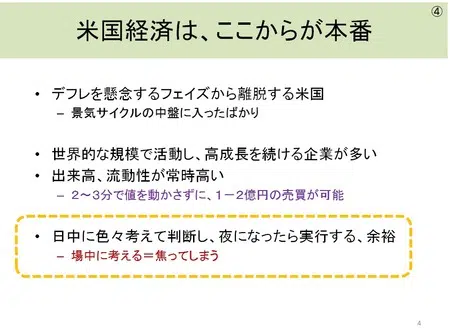 ④
米国経済は、ここからが本番
• デフレを懸念するフェイズから離脱する米国
– 景気サイクルの中盤に入ったばかり
• 世界的な規模で活動し、高成長を続ける企業が多い
• 出来高、流動性が常時高い
– 2~3分で値を動かさずに、1-2億円の売買が可能
• 日中に色々考えて判断し、夜になったら実行する、余裕
– 場中に考える=焦ってしまう
4